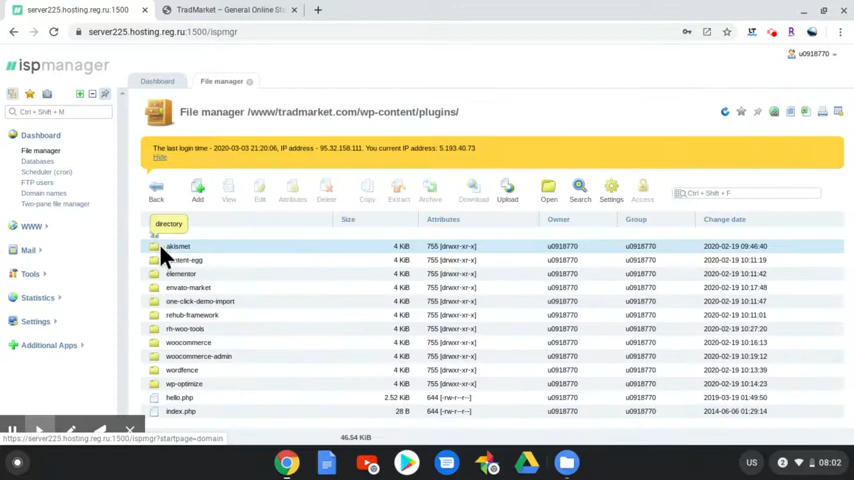 server225.hosting.reg.ru:1500
TradMarket – General Online Sto
server225.hosting.reg.ru:1500/ispmgr
LT
R
ispmanager
u0918770
Dashboard
File manager
Ctrl + Shift + M
File manager /www/tradmarket.com/wp-content/plugins/
Dashboard
File manager
Databases
Scheduler (cron)
FTP users
Domain names
Two-pane file manager
WWW
Mail
Tools
Statistics
Settings
Additional Apps
The last login time - 2020-03-03 21:20:06, IP address - 95.32.158.111. You current IP address: 5.193.40.73
Hide
Back Add View Edit Attributes Delete Copy Extract Archive Download Upload Open Search Settings Access
Ctrl + Shift + F
directory
Size Attributes Owner Group Change date
akismet 4 KiB 755 [drwxr-xr-x] u0918770 u0918770 2020-02-19 09:46:40
ntent-egg 4 KiB 755 [drwxr-xr-x] u0918770 u0918770 2020-02-19 10:11:19
elementor 4 KiB 755 [drwxr-xr-x] u0918770 u0918770 2020-02-19 10:11:42
envato-market 4 KiB 755 [drwxr-xr-x] u0918770 u0918770 2020-02-19 10:17:48
one-click-demo-import 4 KiB 755 [drwxr-xr-x] u0918770 u0918770 2020-02-19 10:11:47
rehub-framework 4 KiB 755 [drwxr-xr-x] u0918770 u0918770 2020-02-19 10:11:01
rh-woo-tools 4 KiB 755 [drwxr-xr-x] u0918770 u0918770 2020-02-19 10:27:20
woocommerce 4 KiB 755 [drwxr-xr-x] u0918770 u0918770 2020-02-19 10:16:13
woocommerce-admin 4 KiB 755 [drwxr-xr-x] u0918770 u0918770 2020-02-19 10:19:12
wordfence 4 KiB 755 [drwxr-xr-x] u0918770 u0918770 2020-02-19 10:13:39
wp-optimize 4 KiB 755 [drwxr-xr-x] u0918770 u0918770 2020-02-19 10:14:23
hello.php 2.52 KiB 644 [-rw-r--r--] u0918770 u0918770 2019-03-19 01:49:50
index.php 28 B 644 [-rw-r--r--] u0918770 u0918770 2014-06-06 01:29:14
46.54 KiB
https://server225.hosting.reg.ru:1500/ispmgr?startpage=domain
US 2 08:02